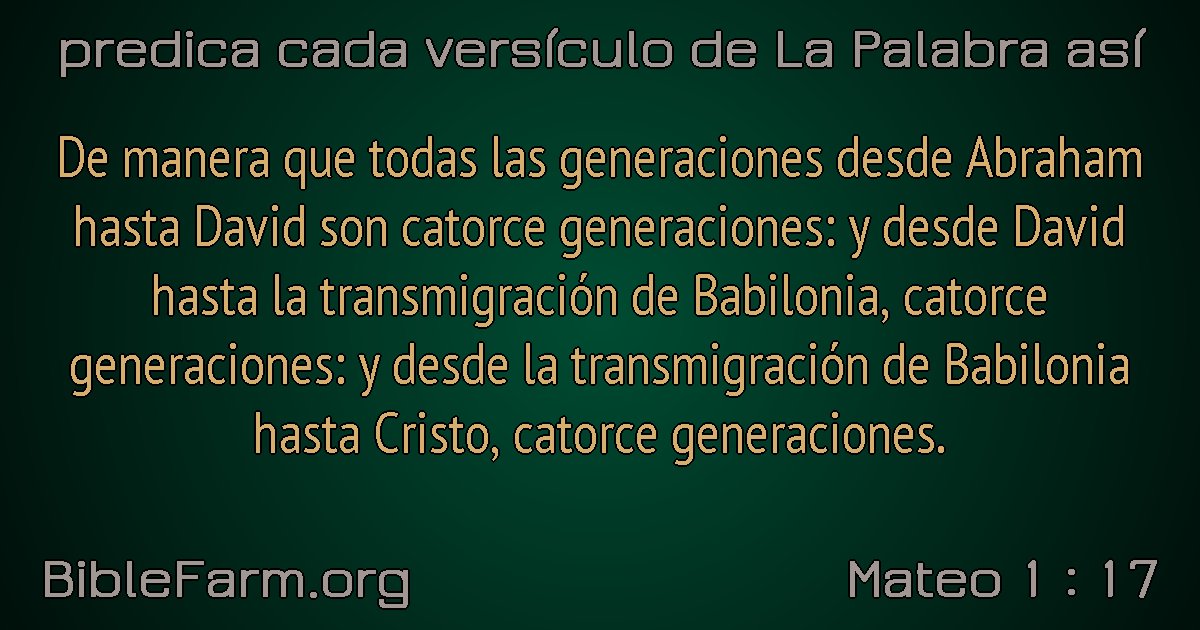 predica cada versículo de La Palabra así
De manera que todas las generaciones desde Abraham
hasta David son catorce generaciones: y desde David
hasta la transmigración de Babilonia, catorce
generaciones: y desde la transmigración de Babilonia
hasta Cristo, catorce generaciones.
BibleFarm.org
Mateo 1 : 17